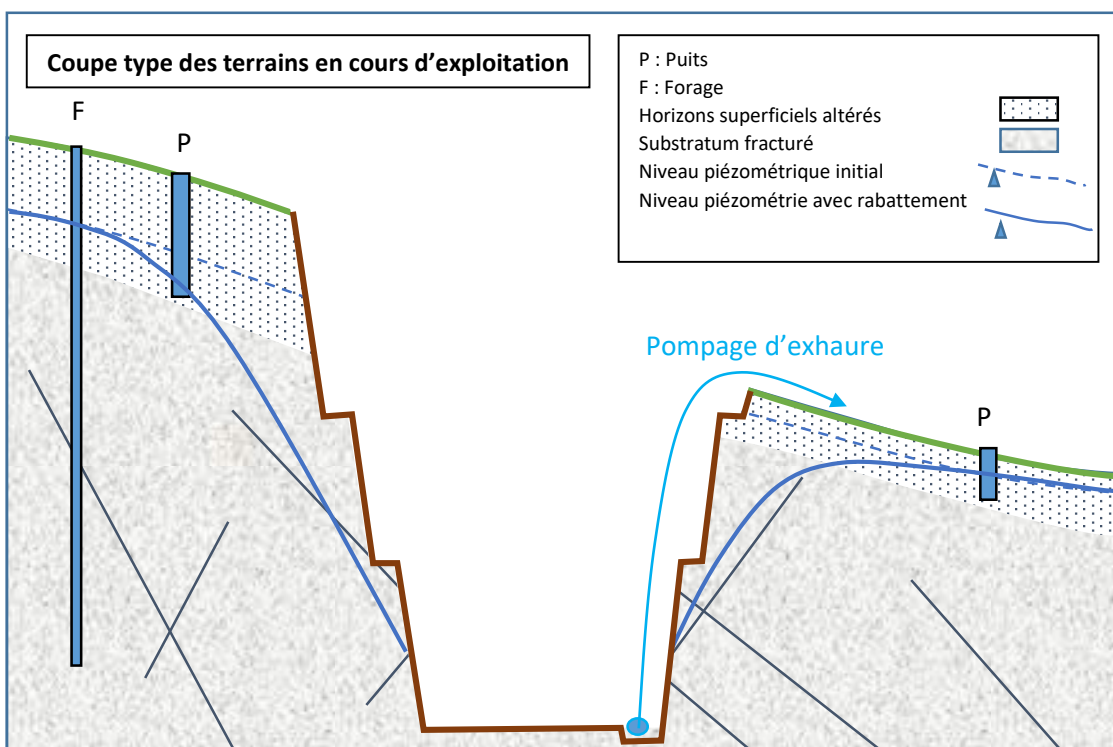 Coupe type des terrains en cours d'exploitation
P : Puits
F : Forage
Horizons superficiels altérés
Substratum fracturé
Niveau piézométrique initial
Niveau piézométrie avec rabattement
F
P
Pompage d'exhaure
P